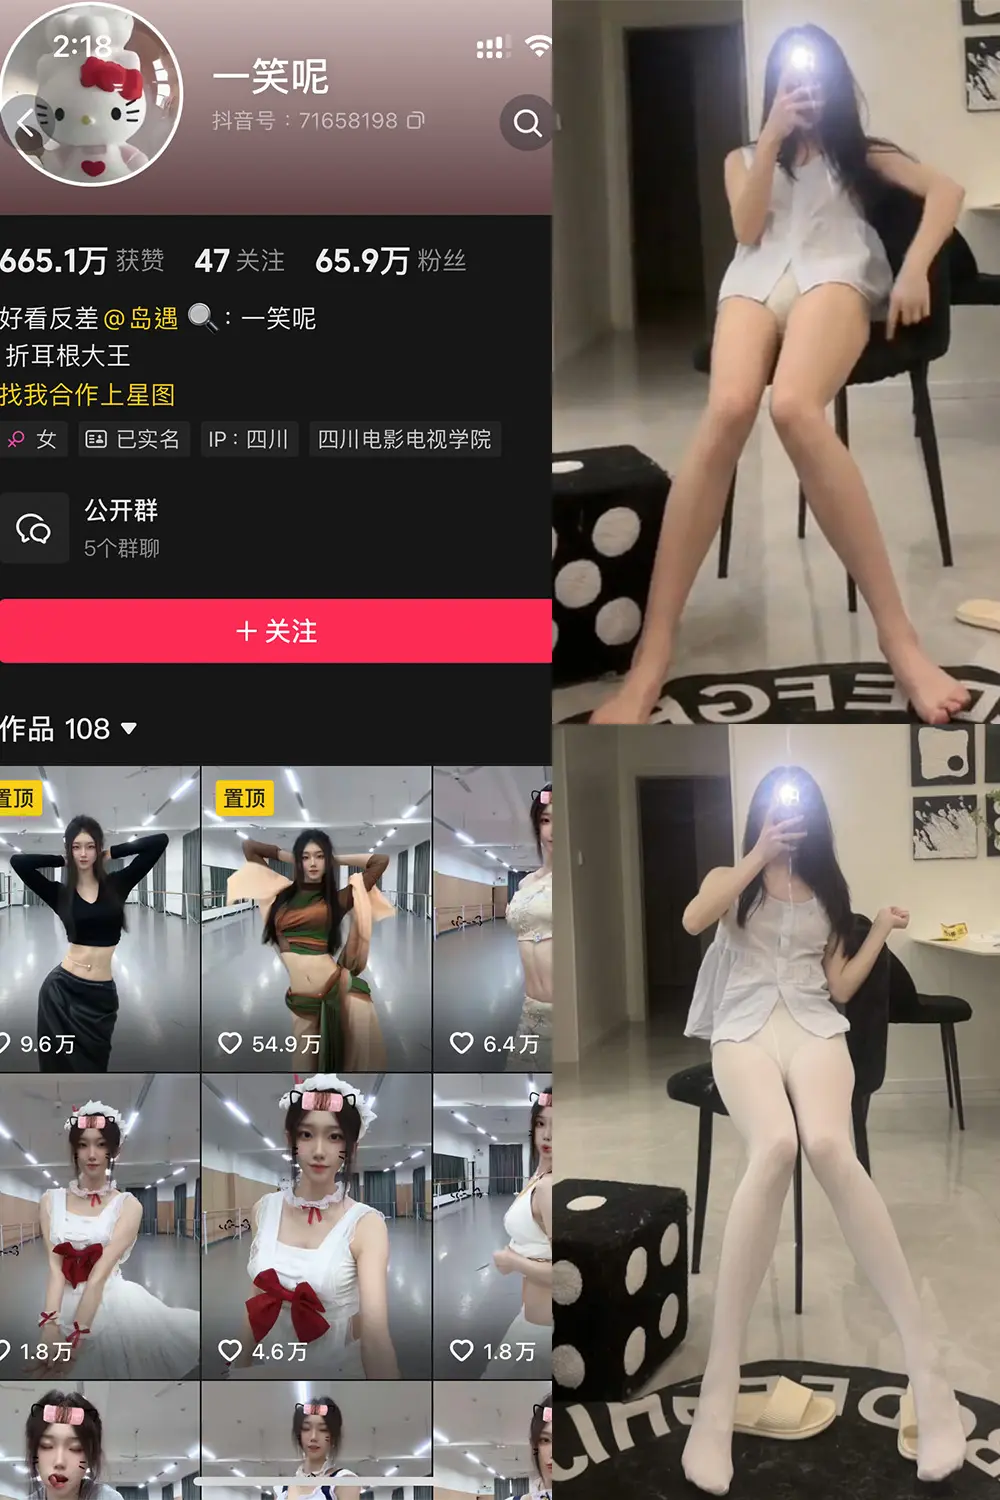 2:18
一笑呢
抖音号：71658198
665.1万 获赞 47 关注 65.9万 粉丝
好看反差@岛遇 🔍：一笑呢
折耳根大王
找我合作上星图
女 已实名 IP：四川 四川电影电视学院
公开群
5个群聊
＋关注
作品 108
置顶 置顶
9.6万 54.9万 6.4万
1.8万 4.6万 1.8万